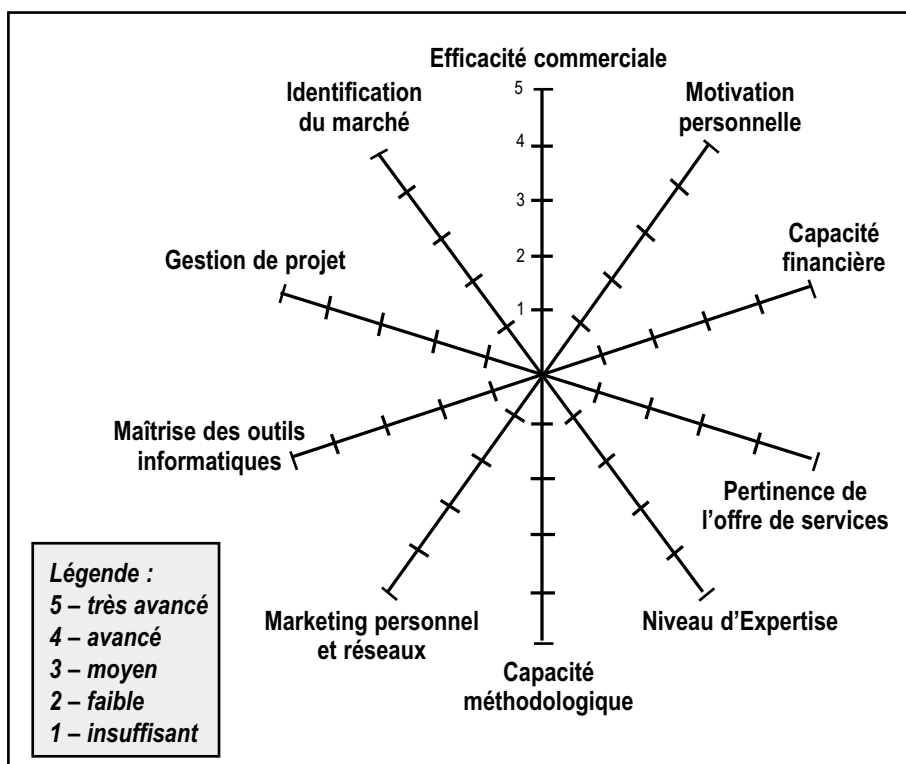 Efficacité commerciale
Identification
du marché
Motivation
personnelle
5
4
3
2
1
Capacité
financière
Gestion de projet
Maîtrise des outils
informatiques
Pertinence de
l'offre de services
Marketing personnel
et réseaux
Niveau d'Expertise
Capacité
méthodologique
Légende :
5 – très avancé
4 – avancé
3 – moyen
2 – faible
1 – insuffisant